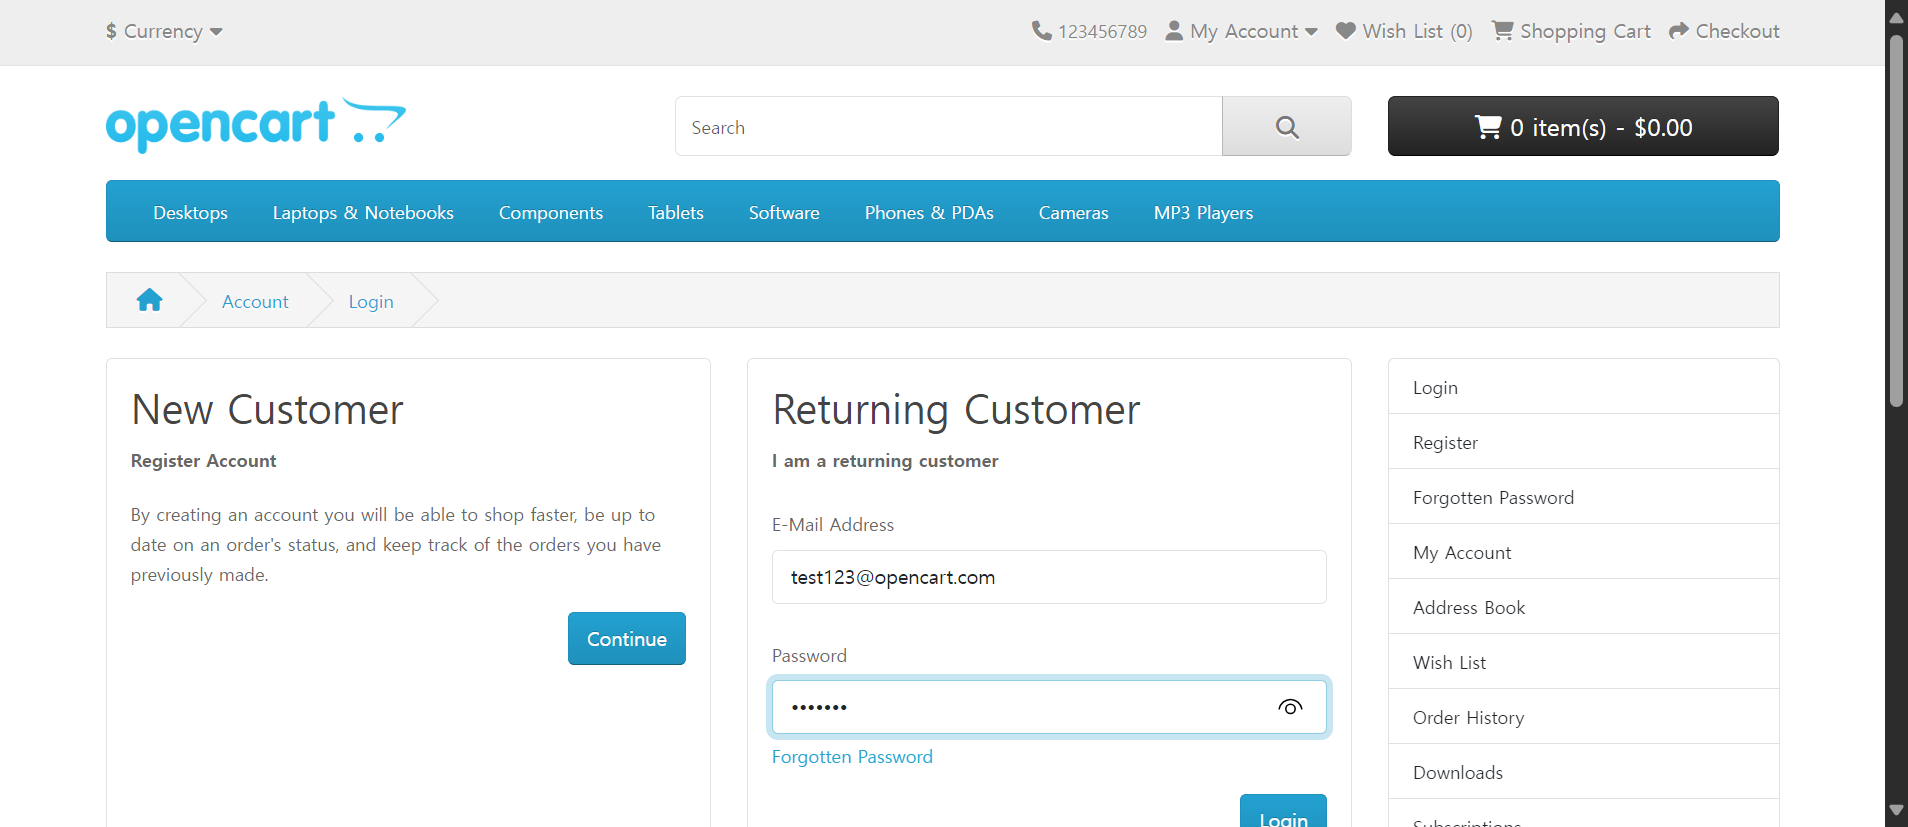 $ Currency
123456789 My Account Wish List (0) Shopping Cart Checkout
opencart
Search
0 item(s) - $0.00
Desktops Laptops & Notebooks Components Tablets Software Phones & PDAs Cameras MP3 Players
Account Login
New Customer
Register Account
By creating an account you will be able to shop faster, be up to
date on an order's status, and keep track of the orders you have
previously made.
Continue
Returning Customer
I am a returning customer
E-Mail Address
test123@opencart.com
Password
•••••••
Forgotten Password
Login
Login
Register
Forgotten Password
My Account
Address Book
Wish List
Order History
Downloads
Subscriptions